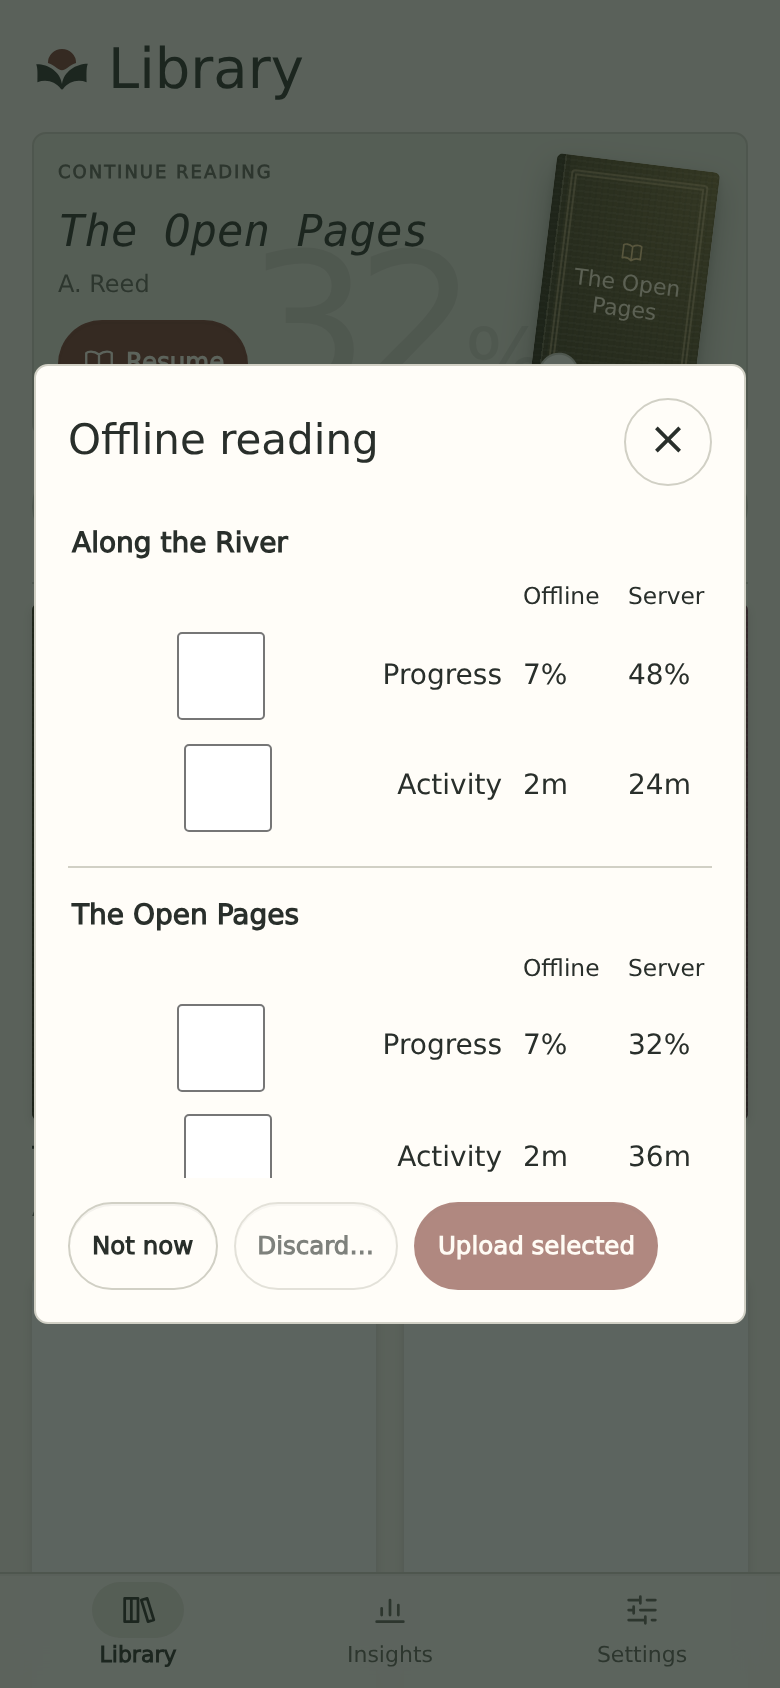 Library
CONTINUE READING
The Open Pages
A. Reed
32%
The Open
Pages
Resume
Offline reading
Along the River
Offline Server
Progress 7% 48%
Activity 2m 24m
The Open Pages
Offline Server
Progress 7% 32%
Activity 2m 36m
Not now
Discard...
Upload selected
Library
Insights
Settings